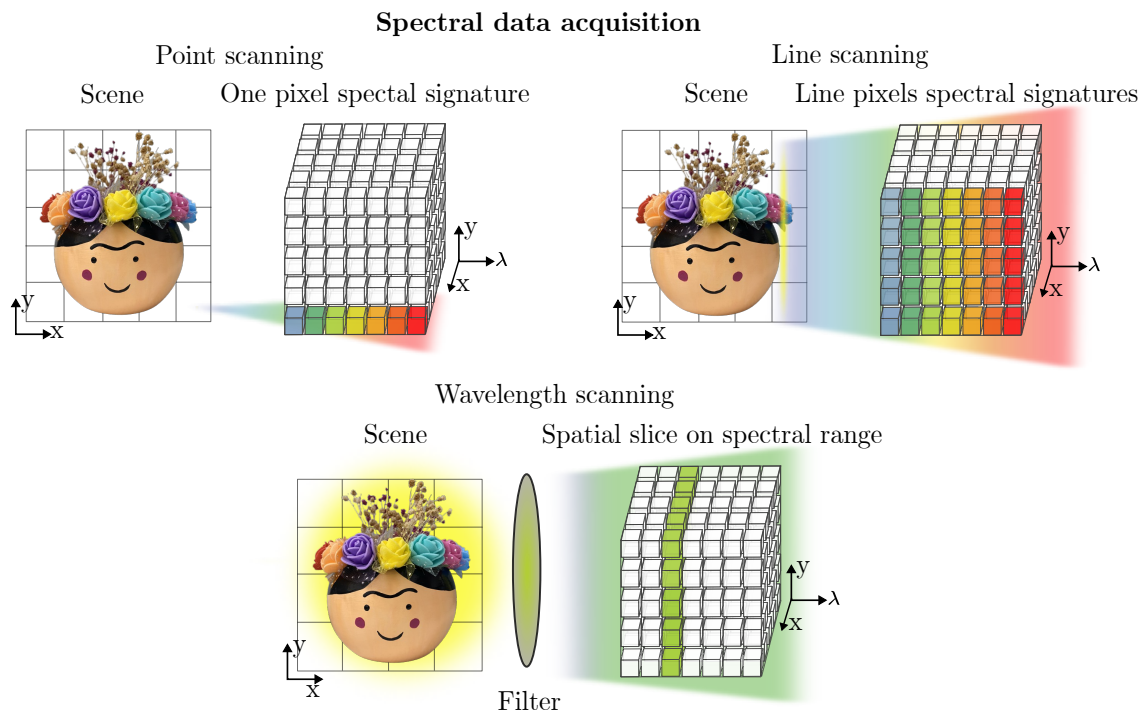 Spectral data acquisition
Point scanning
Scene
One pixel spectal signature
y
x
y
λ
x
Line scanning
Scene
Line pixels spectral signatures
y
x
y
λ
x
Wavelength scanning
Scene
Spatial slice on spectral range
y
x
Filter
y
λ
x